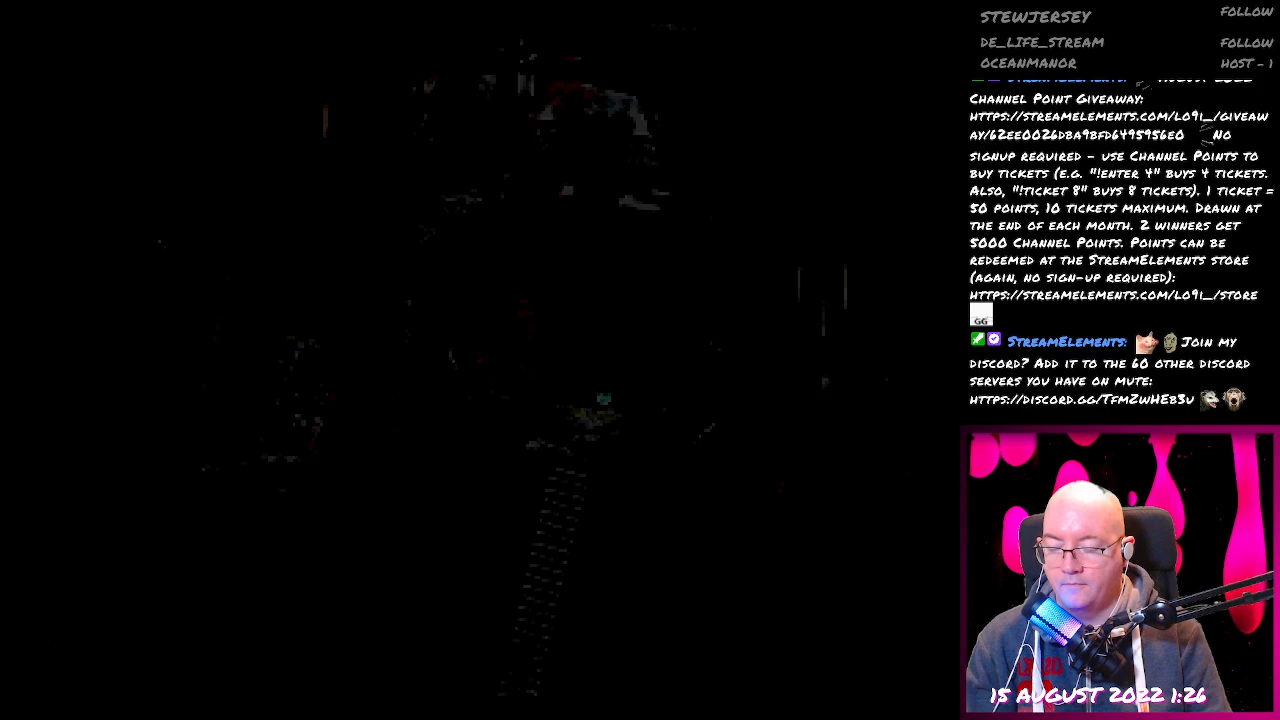 STEWJERSEY FOLLOW
DE_LIFE_STREAM FOLLOW
OCEANMANOR HOST - 1
STREAMELEMENTS: AUGUST 2022
CHANNEL POINT GIVEAWAY:
HTTPS://STREAMELEMENTS.COM/LO9I_/GIVEAW
AY/62EE0026DBA9BFD6495956E0 NO
SIGNUP REQUIRED - USE CHANNEL POINTS TO
BUY TICKETS (E.G. "!ENTER 4" BUYS 4 TICKETS.
ALSO, "!TICKET 8" BUYS 8 TICKETS). 1 TICKET =
50 POINTS, 10 TICKETS MAXIMUM. DRAWN AT
THE END OF EACH MONTH. 2 WINNERS GET
5000 CHANNEL POINTS. POINTS CAN BE
REDEEMED AT THE STREAMELEMENTS STORE
(AGAIN, NO SIGN-UP REQUIRED):
HTTPS://STREAMELEMENTS.COM/LO9I_/STORE
GG
STREAMELEMENTS: JOIN MY
DISCORD? ADD IT TO THE 60 OTHER DISCORD
SERVERS YOU HAVE ON MUTE:
HTTPS://DISCORD.GG/TFMZWHEB3U
15 AUGUST 2022 1:26